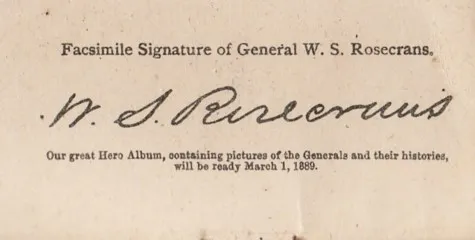 Facsimile Signature of General W. S. Rosecrans.
W. S. Rosecrans
Our great Hero Album, containing pictures of the Generals and their histories,
will be ready March 1, 1889.